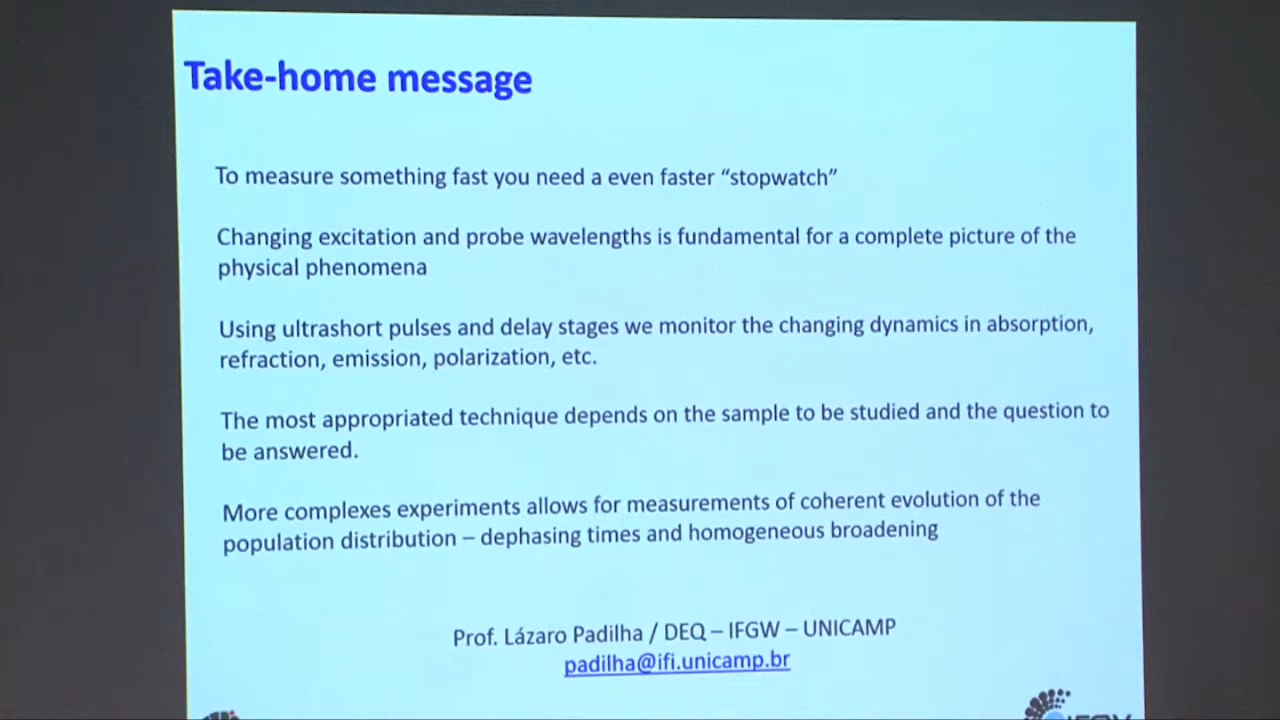 Take-home message
To measure something fast you need a even faster “stopwatch”
Changing excitation and probe wavelengths is fundamental for a complete picture of the
physical phenomena
Using ultrashort pulses and delay stages we monitor the changing dynamics in absorption,
refraction, emission, polarization, etc.
The most appropriated technique depends on the sample to be studied and the question to
be answered.
More complexes experiments allows for measurements of coherent evolution of the
population distribution – dephasing times and homogeneous broadening
Prof. Lázaro Padilha / DEQ – IFGW – UNICAMP
padilha@ifi.unicamp.br